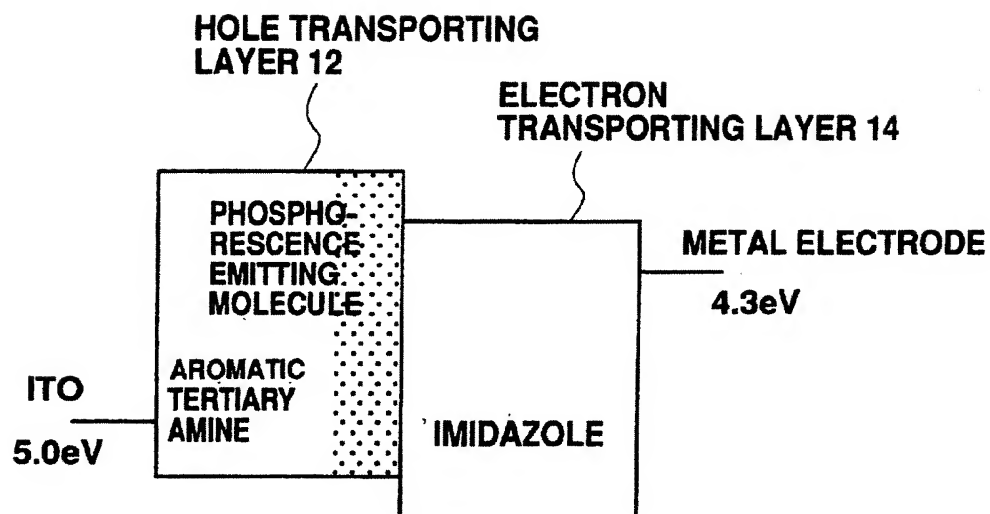 HOLE TRANSPORTING
LAYER 12
ELECTRON
TRANSPORTING LAYER 14
PHOSPHO-
RESCENCE
EMITTING
MOLECULE
METAL ELECTRODE
4.3eV
AROMATIC
TERTIARY
AMINE
ITO
5.0eV
IMIDAZOLE